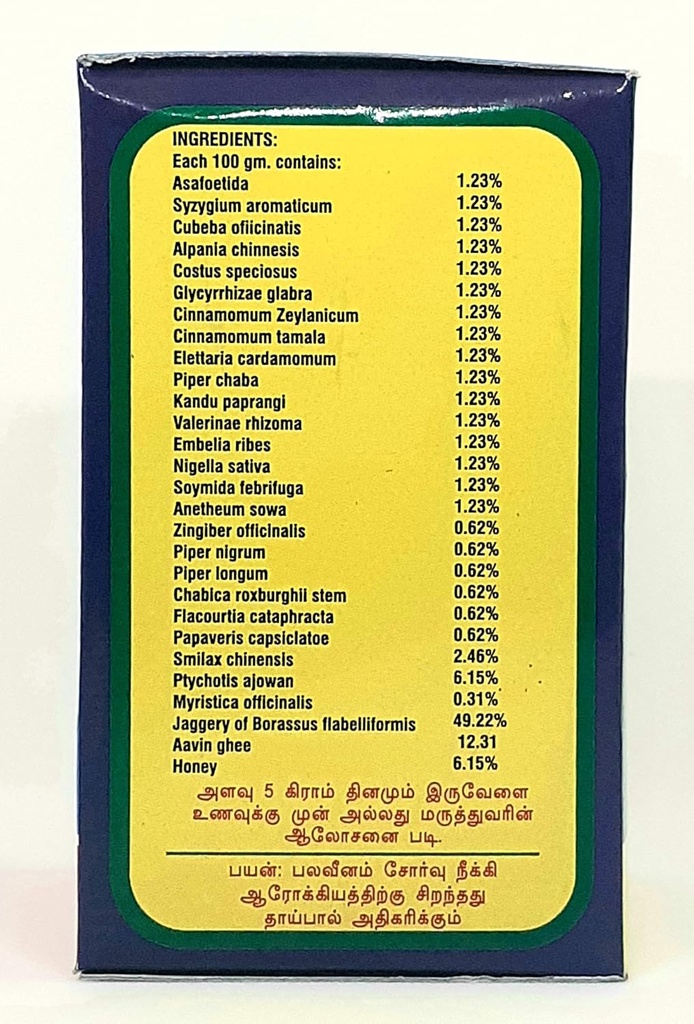 INGREDIENTS:
Each 100 gm. contains:
Asafoetida 1.23%
Syzygium aromaticum 1.23%
Cubeba ofiicinatis 1.23%
Alpania chinnesis 1.23%
Costus speciosus 1.23%
Glycyrrhizae glabra 1.23%
Cinnamomum Zeylanicum 1.23%
Cinnamomum tamala 1.23%
Elettaria cardamomum 1.23%
Piper chaba 1.23%
Kandu paprangi 1.23%
Valerinae rhizoma 1.23%
Embelia ribes 1.23%
Nigella sativa 1.23%
Soymida febrifuga 1.23%
Anetheum sowa 1.23%
Zingiber officinalis 0.62%
Piper nigrum 0.62%
Piper longum 0.62%
Chabica roxburghii stem 0.62%
Flacourtia cataphracta 0.62%
Papaveris capsiclatoe 0.62%
Smilax chinensis 2.46%
Ptychotis ajowan 6.15%
Myristica officinalis 0.31%
Jaggery of Borassus flabelliformis 49.22%
Aavin ghee 12.31
Honey 6.15%
அளவு 5 கிராம் தினமும் இருவேளை
உணவுக்கு முன் அல்லது மருத்துவரின்
ஆலோசனை படி.
பயன்: பலவீனம் சோர்வு நீக்கி
ஆரோக்கியத்திற்கு சிறந்தது
தாய்பால் அதிகரிக்கும்